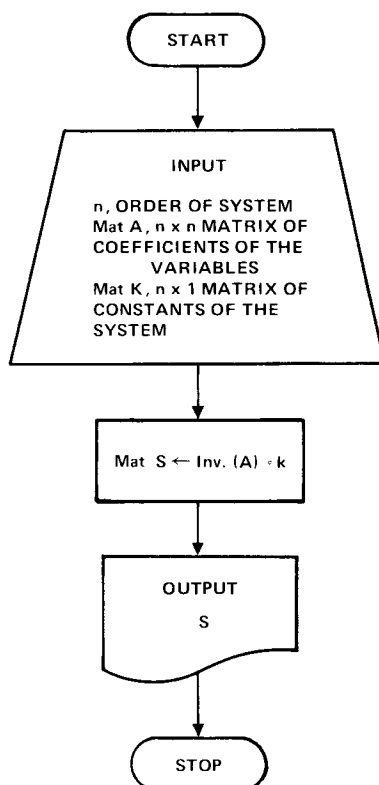 START
INPUT
n, ORDER OF SYSTEM
Mat A, n x n MATRIX OF
COEFFICIENTS OF THE
VARIABLES
Mat K, n x 1 MATRIX OF
CONSTANTS OF THE
SYSTEM
Mat S ← Inv. (A) ∘ k
OUTPUT
S
STOP